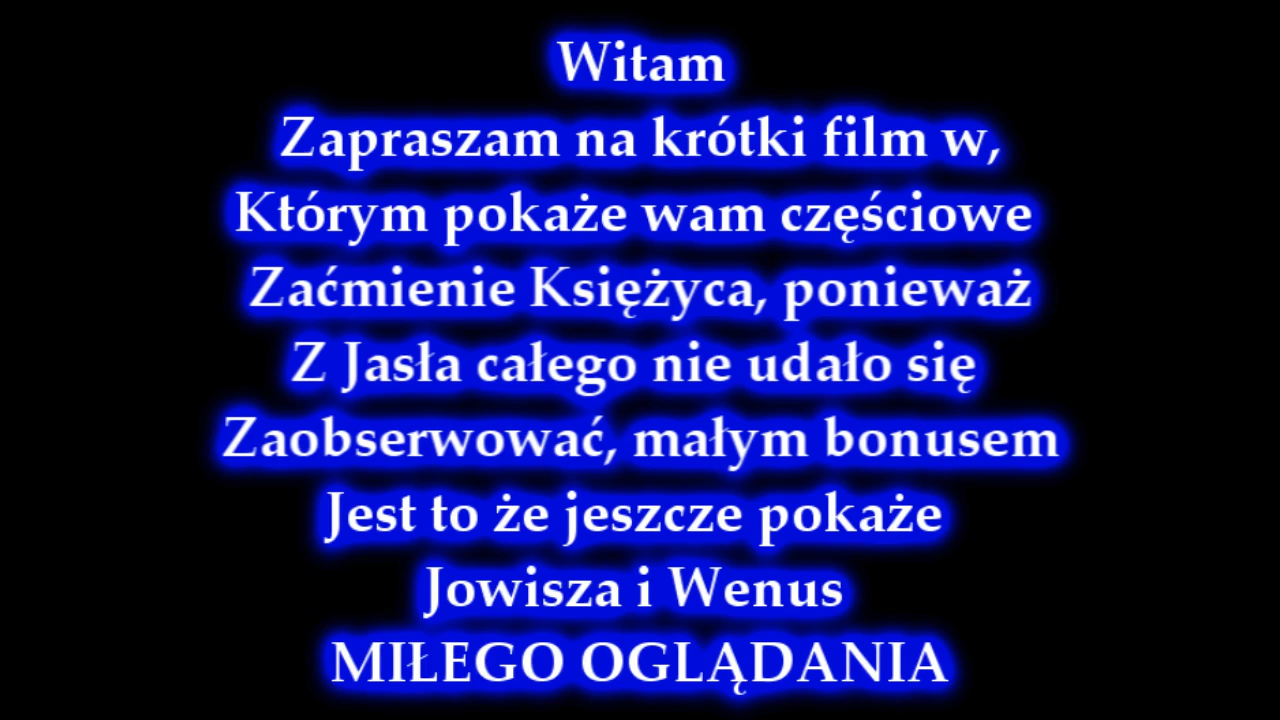 Witam
Zapraszam na krótki film w,
Którym pokaże wam częściowe
Zaćmienie Księżyca, ponieważ
Z Jasła całego nie udało się
Zaobserwować, małym bonusem
Jest to że jeszcze pokaże
Jowisza i Wenus
MIŁEGO OGLĄDANIA